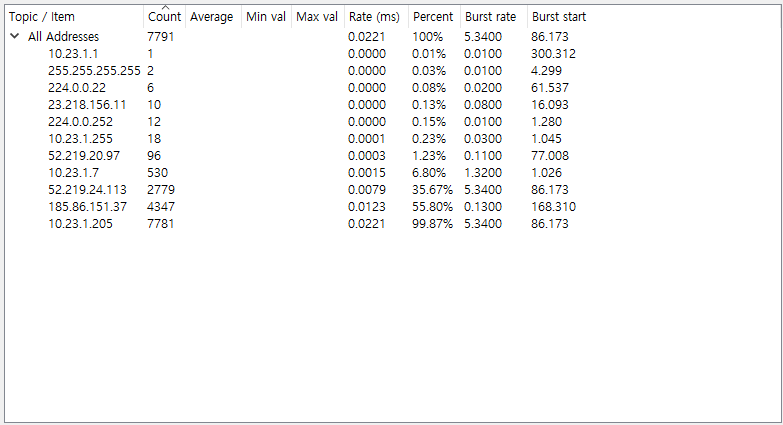 Topic / Item Count Average Min val Max val Rate (ms) Percent Burst rate Burst start
All Addresses 7791 0.0221 100% 5.3400 86.173
10.23.1.1 1 0.0000 0.01% 0.0100 300.312
255.255.255.255 2 0.0000 0.03% 0.0100 4.299
224.0.0.22 6 0.0000 0.08% 0.0200 61.537
23.218.156.11 10 0.0000 0.13% 0.0800 16.093
224.0.0.252 12 0.0000 0.15% 0.0100 1.280
10.23.1.255 18 0.0001 0.23% 0.0300 1.045
52.219.20.97 96 0.0003 1.23% 0.1100 77.008
10.23.1.7 530 0.0015 6.80% 1.3200 1.026
52.219.24.113 2779 0.0079 35.67% 5.3400 86.173
185.86.151.37 4347 0.0123 55.80% 0.1300 168.310
10.23.1.205 7781 0.0221 99.87% 5.3400 86.173